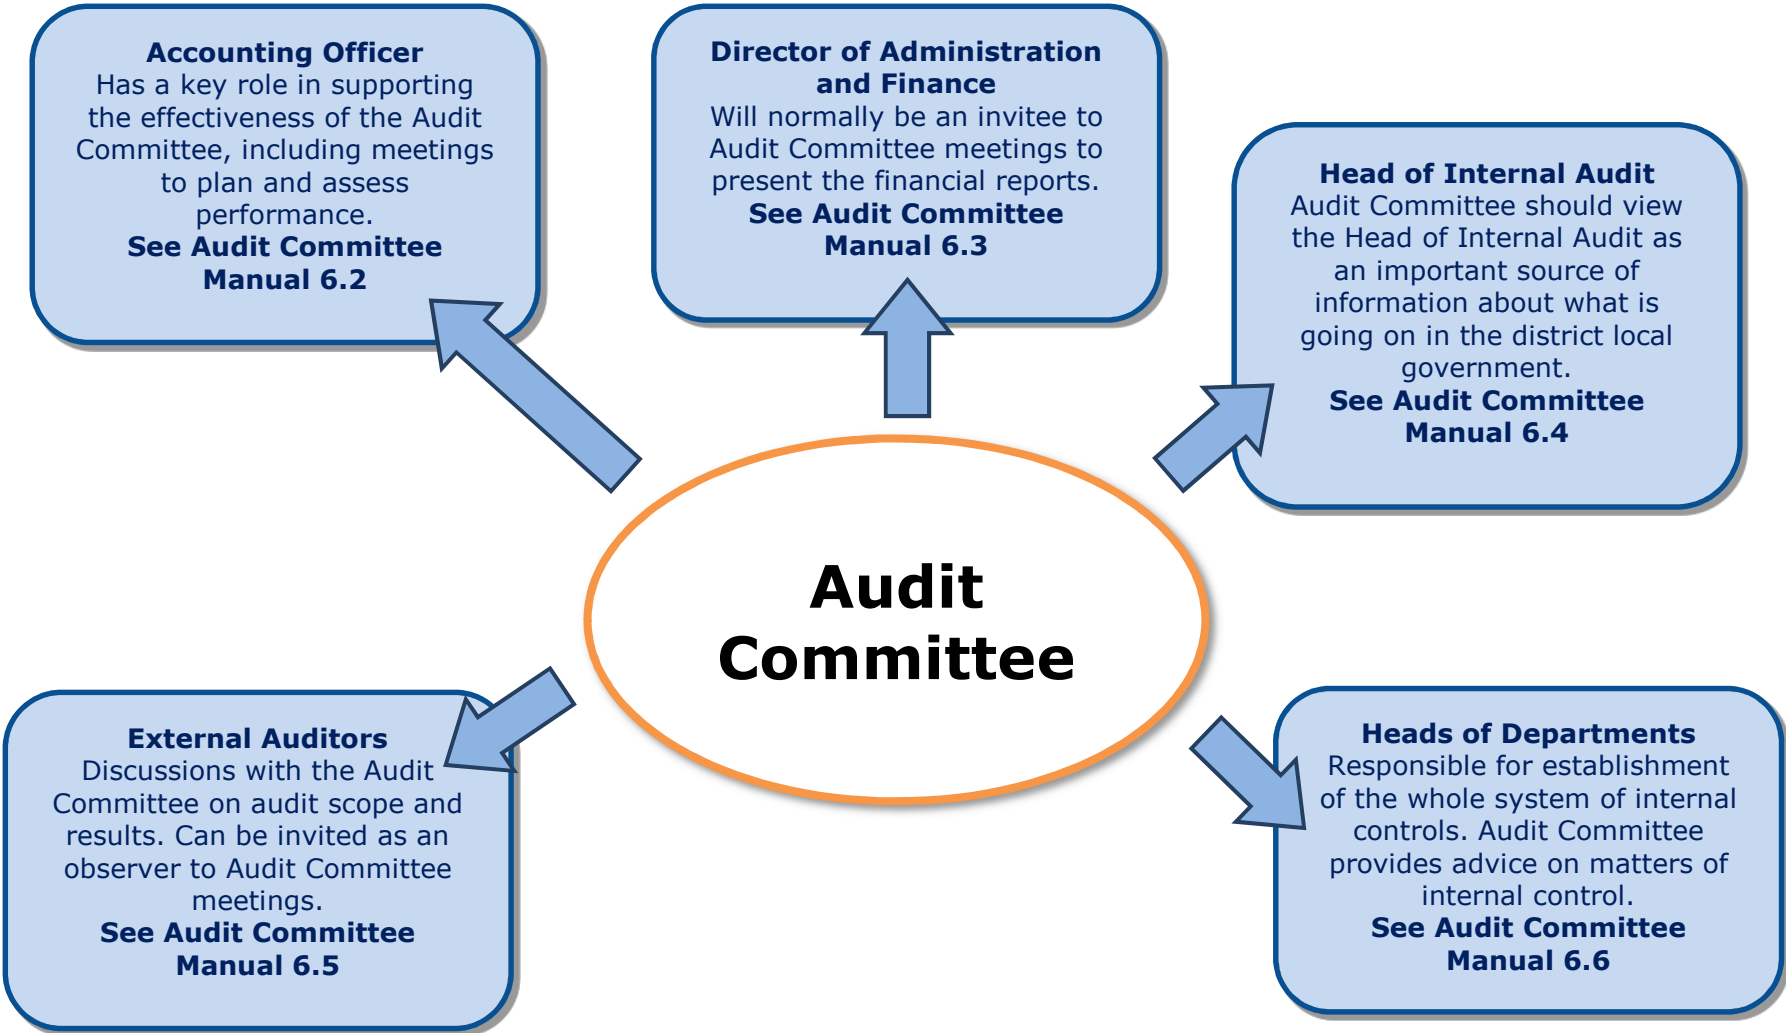 Accounting Officer
Has a key role in supporting
the effectiveness of the Audit
Committee, including meetings
to plan and assess
performance.
See Audit Committee
Manual 6.2
Director of Administration
and Finance
Will normally be an invitee to
Audit Committee meetings to
present the financial reports.
See Audit Committee
Manual 6.3
Head of Internal Audit
Audit Committee should view
the Head of Internal Audit as
an important source of
information about what is
going on in the district local
government.
See Audit Committee
Manual 6.4
Audit
Committee
External Auditors
Discussions with the Audit
Committee on audit scope and
results. Can be invited as an
observer to Audit Committee
meetings.
See Audit Committee
Manual 6.5
Heads of Departments
Responsible for establishment
of the whole system of internal
controls. Audit Committee
provides advice on matters of
internal control.
See Audit Committee
Manual 6.6